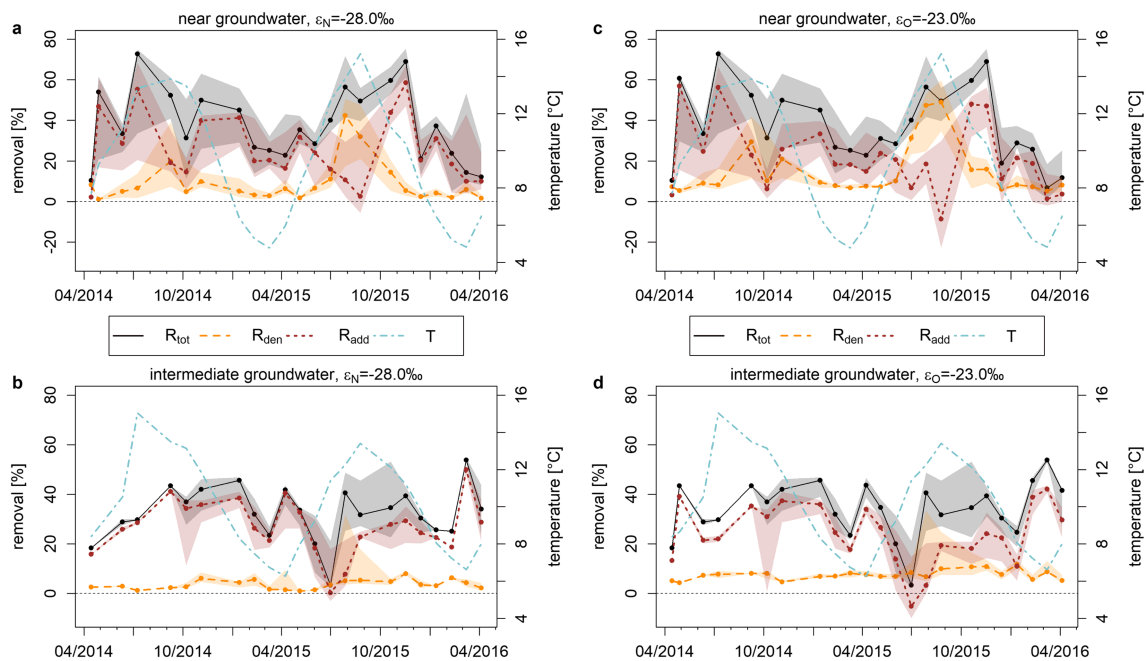 a near groundwater, εN=-28.0‰
removal [%]
80
60
40
20
0
-20
16
12
8
4
temperature [°C]
04/2014 10/2014 04/2015 10/2015 04/2016
c near groundwater, εO=-23.0‰
removal [%]
80
60
40
20
0
-20
16
12
8
4
temperature [°C]
04/2014 10/2014 04/2015 10/2015 04/2016
Rtot Rden Radd T
Rtot Rden Radd T
b intermediate groundwater, εN=-28.0‰
removal [%]
80
60
40
20
0
16
12
8
4
temperature [°C]
04/2014 10/2014 04/2015 10/2015 04/2016
d intermediate groundwater, εO=-23.0‰
removal [%]
80
60
40
20
0
16
12
8
4
temperature [°C]
04/2014 10/2014 04/2015 10/2015 04/2016